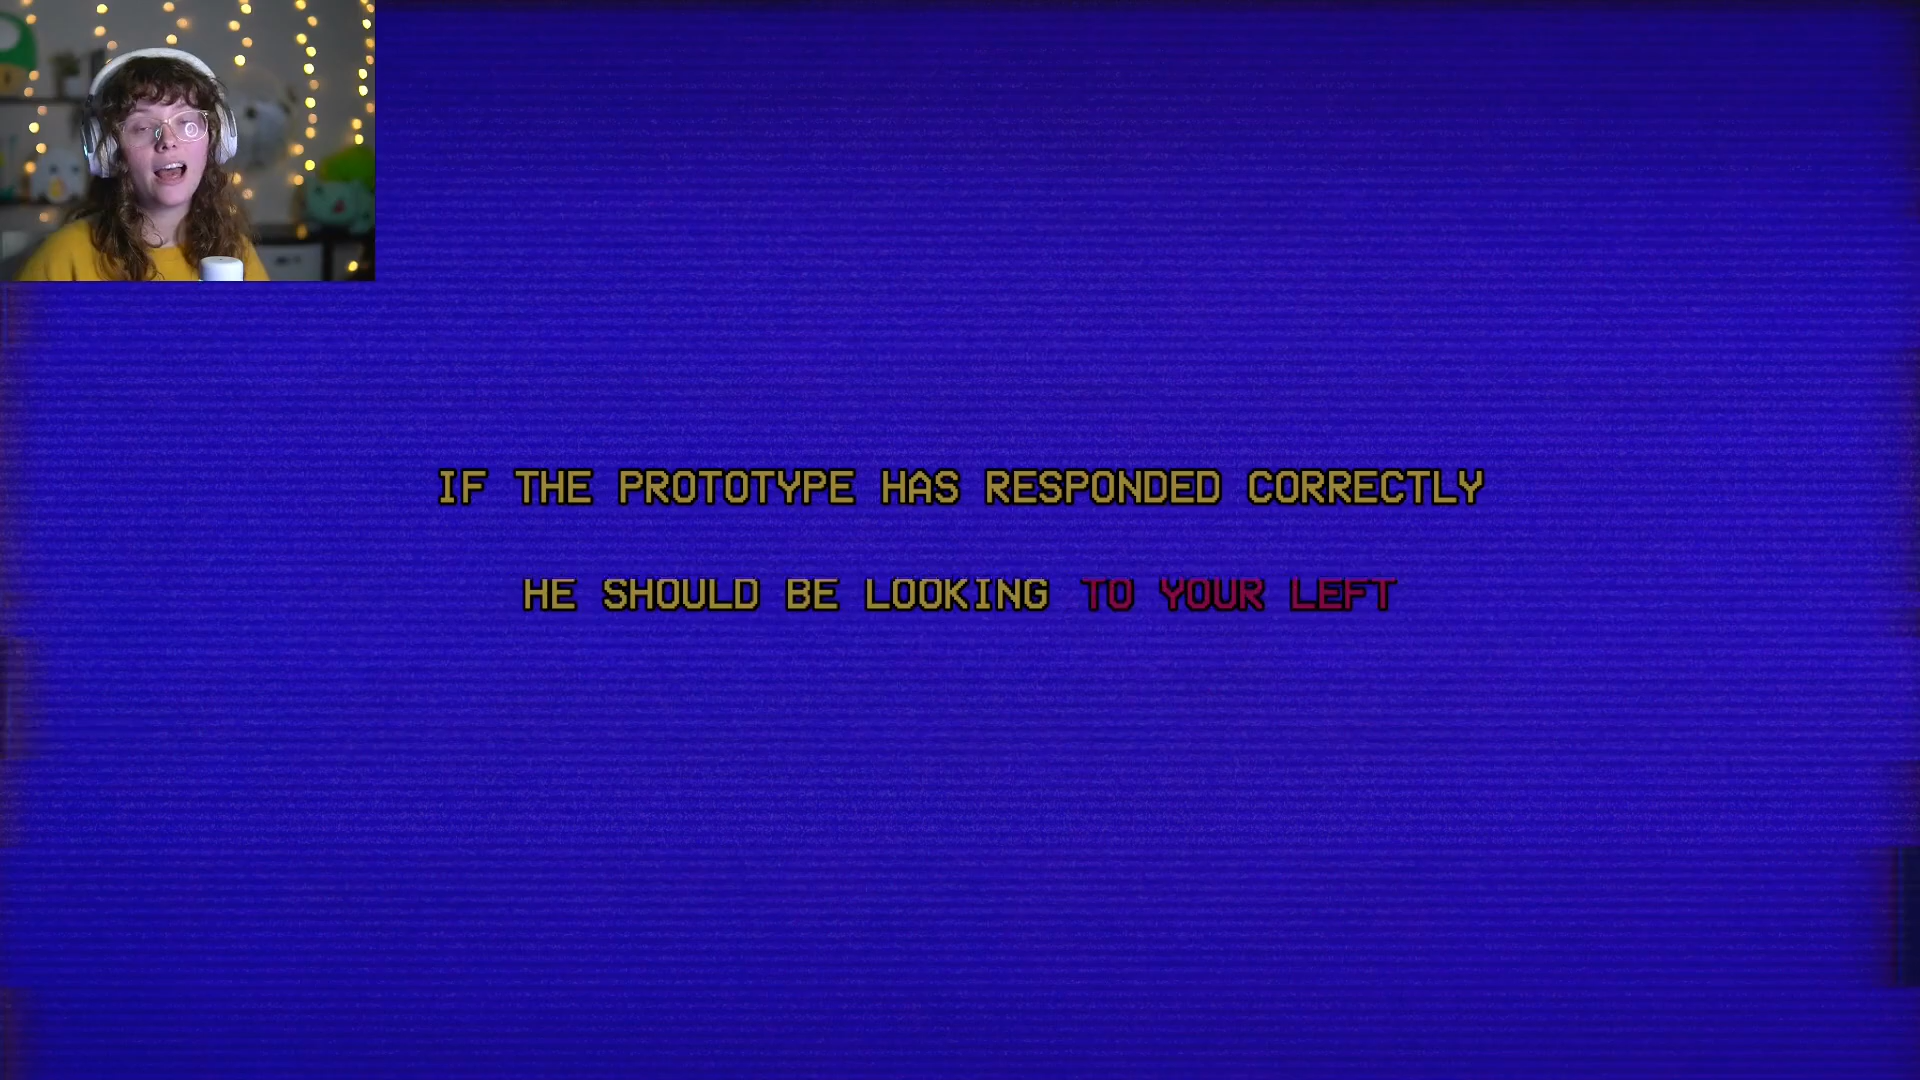 IF THE PROTOTYPE HAS RESPONDED CORRECTLY
HE SHOULD BE LOOKING TO YOUR LEFT